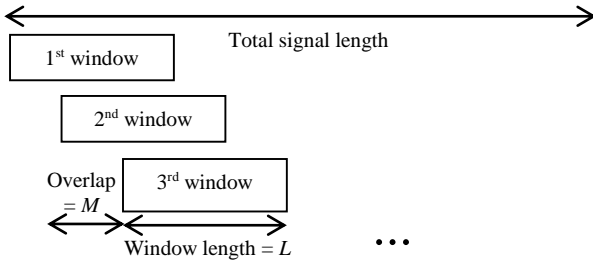 Total signal length
1st window
2nd window
3rd window
Overlap
= M
Window length = L
...